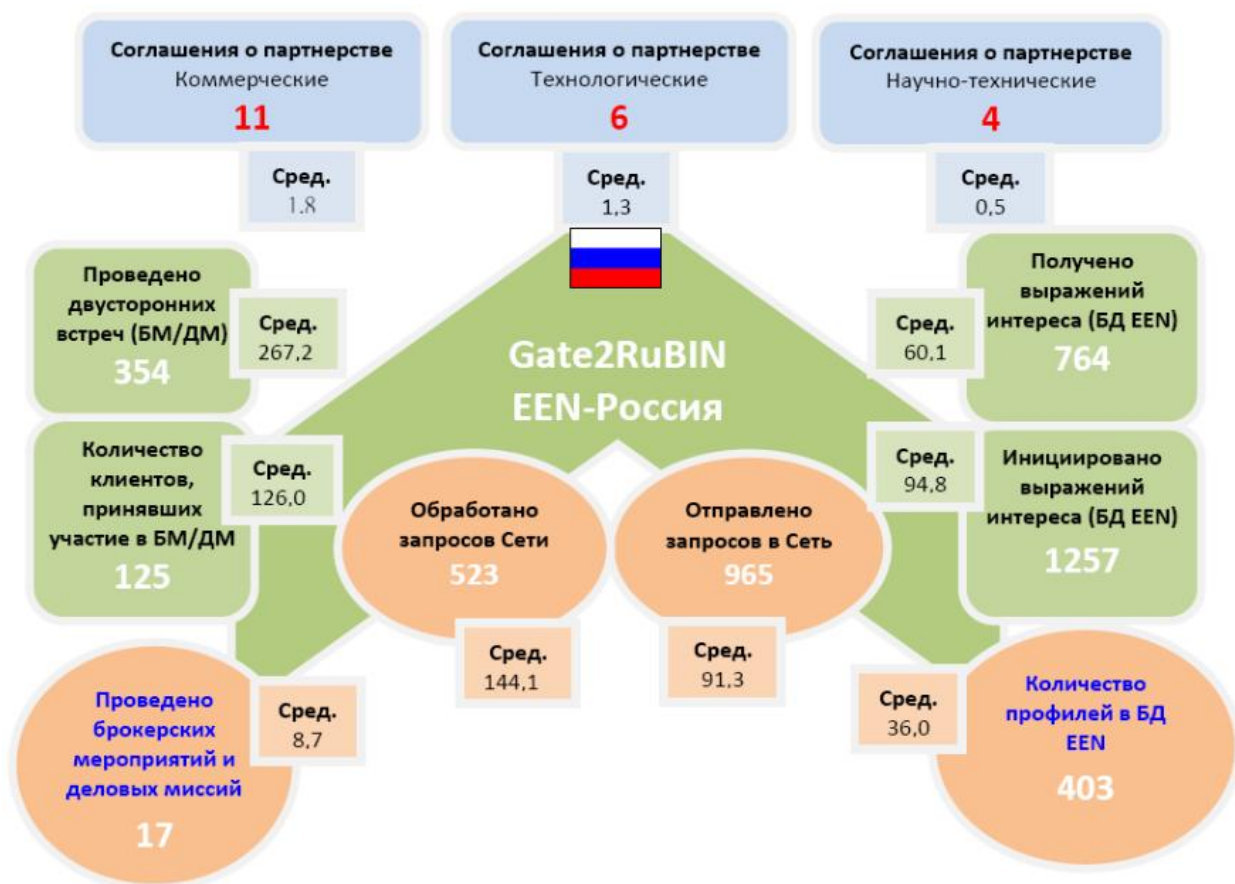 Соглашения о партнерстве
Коммерческие
11
Соглашения о партнерстве
Технологические
6
Соглашения о партнерстве
Научно-технические
4
Сред.
1.8
Сред.
1,3
Сред.
0,5
Проведено
двусторонних
встреч (БМ/ДМ)
354
Сред.
267,2
Gate2RuBIN
EEN-Россия
Сред.
60,1
Получено
выражений
интереса (БД EEN)
764
Количество
клиентов,
принявших
участие в БМ/ДМ
125
Сред.
126,0
Обработано
запросов Сети
523
Сред.
144,1
Отправлено
запросов в Сеть
965
Сред.
91,3
Сред.
94,8
Инициировано
выражений
интереса (БД EEN)
1257
Проведено
брокерских
мероприятий и
деловых миссий
17
Сред.
8,7
Сред.
36,0
Количество
профилей в БД
EEN
403